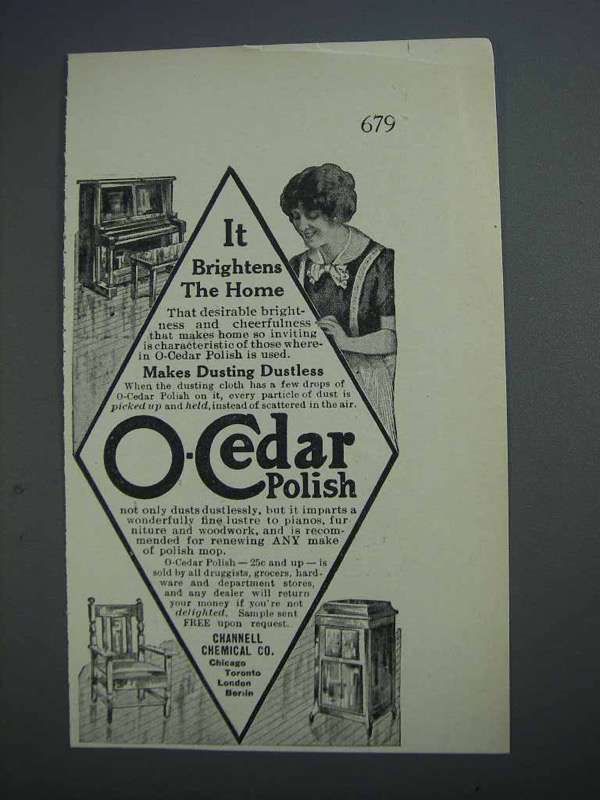 679
It
Brightens
The Home
That desirable bright-
ness and cheerfulness
that makes home so inviting
is characteristic of those where-
in O-Cedar Polish is used.
Makes Dusting Dustless
When the dusting cloth has a few drops of
O-Cedar Polish on it, every particle of dust is
picked up and held, instead of scattered in the air.
O-Cedar
Polish
not only dusts dustlessly, but it imparts a
wonderfully fine lustre to pianos, fur-
niture and woodwork, and is recom-
mended for renewing ANY make
of polish mop.
O-Cedar Polish — 25c and up — is
sold by all druggists, grocers, hard-
ware and department stores,
and any dealer will return
your money if you're not
delighted. Sample sent
FREE upon request.
CHANNELL
CHEMICAL CO.
Chicago
Toronto
London
Berlin